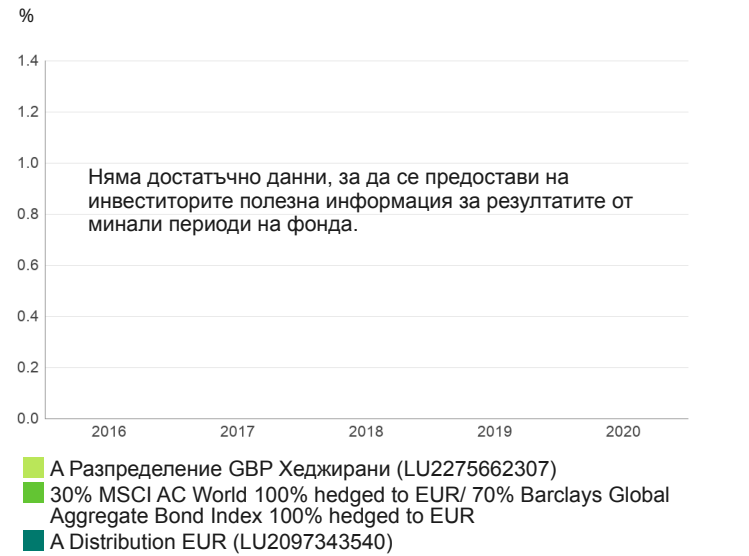 %
1.4
1.2
1.0
Няма достатъчно данни, за да се предостави на
инвеститорите полезна информация за резултатите от
минали периоди на фонда.
0.8
0.6
0.4
0.2
0.0
2016 2017 2018 2019 2020
А Разпределение GBP Хеджирани (LU2275662307)
30% MSCI AC World 100% hedged to EUR/ 70% Barclays Global
Aggregate Bond Index 100% hedged to EUR
A Distribution EUR (LU2097343540)